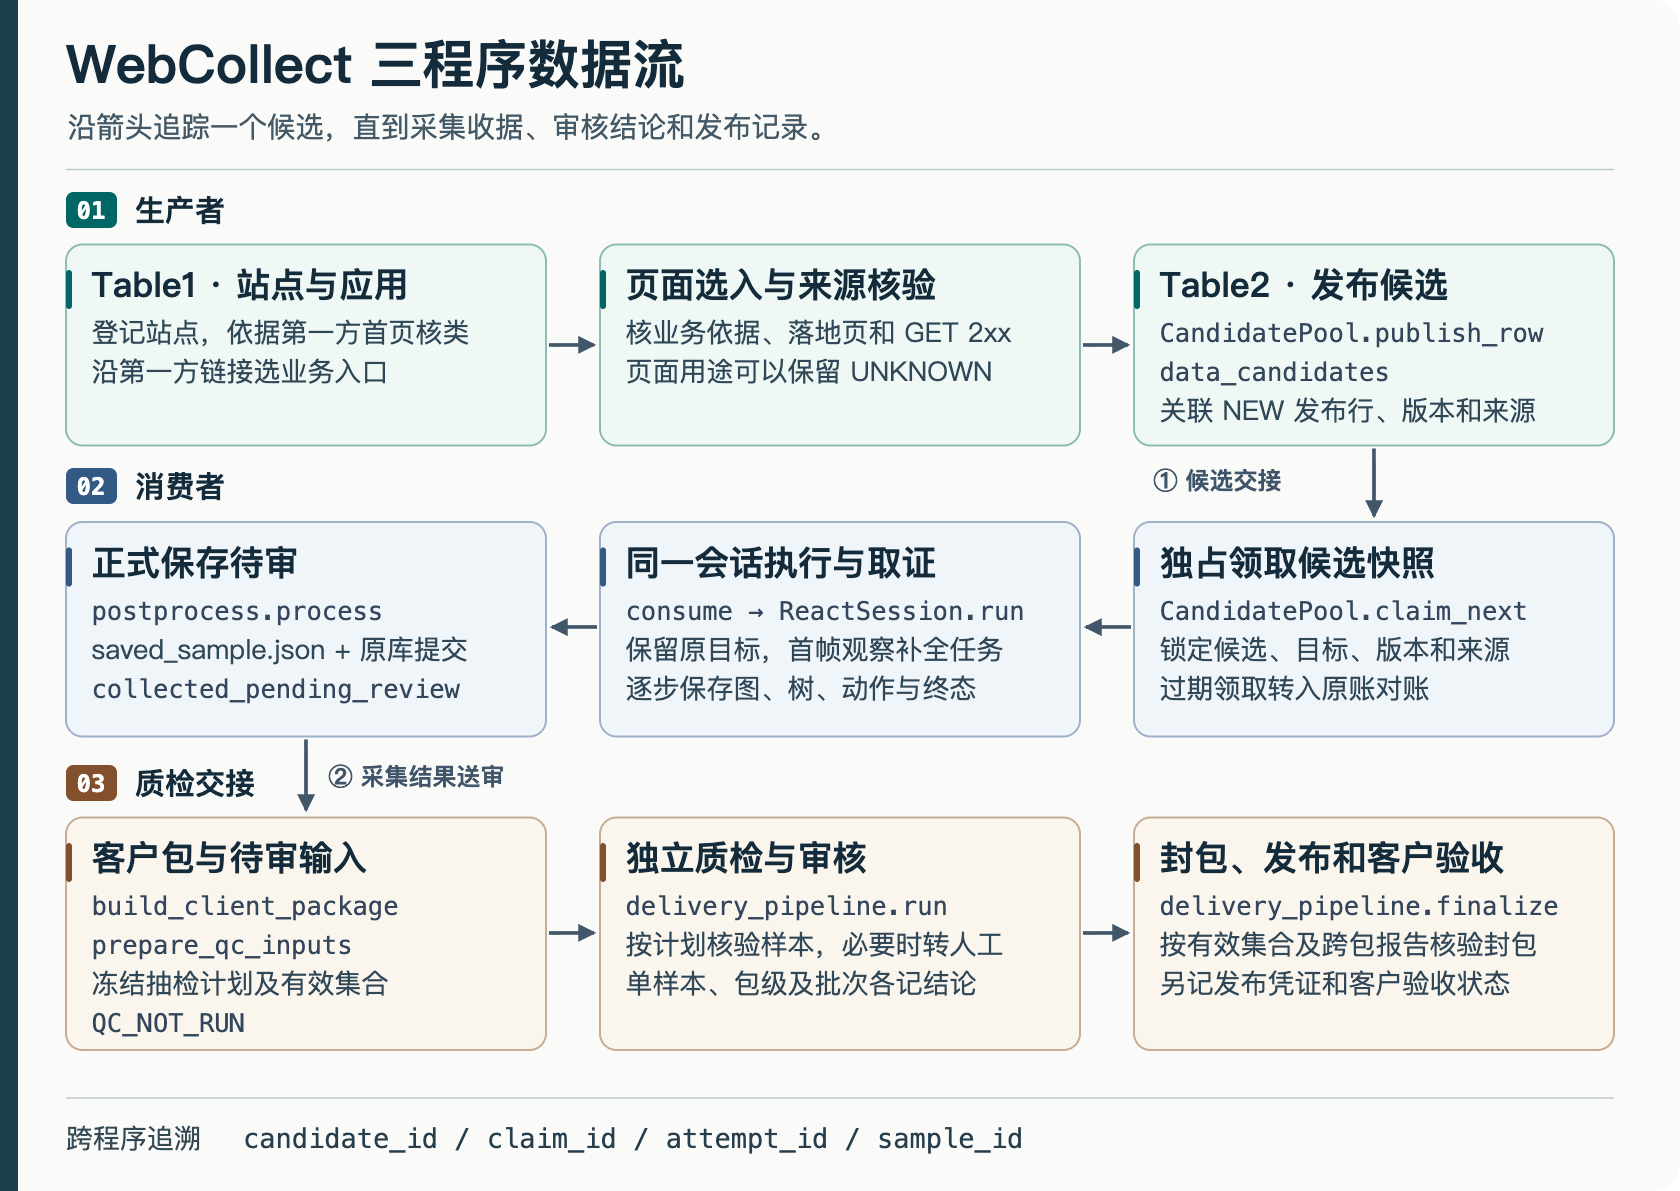 WebCollect 三程序数据流
沿箭头追踪一个候选，直到采集收据、审核结论和发布记录。
01 生产者
Table1 · 站点与应用
登记站点，依据第一方首页核类
沿第一方链接选业务入口
页面选入与来源核验
核业务依据、落地页和 GET 2xx
页面用途可以保留 UNKNOWN
Table2 · 发布候选
CandidatePool.publish_row
data_candidates
关联 NEW 发布行、版本和来源
① 候选交接
02 消费者
独占领取候选快照
CandidatePool.claim_next
锁定候选、目标、版本和来源
过期领取转入原账对账
同一会话执行与取证
consume → ReactSession.run
保留原目标，首帧观察补全任务
逐步保存图、树、动作与终态
正式保存待审
postprocess.process
saved_sample.json + 原库提交
collected_pending_review
② 采集结果送审
03 质检交接
客户包与待审输入
build_client_package
prepare_qc_inputs
冻结抽检计划及有效集合
QC_NOT_RUN
独立质检与审核
delivery_pipeline.run
按计划核验样本，必要时转人工
单样本、包级及批次各记结论
封包、发布和客户验收
delivery_pipeline.finalize
按有效集合及跨包报告核验封包
另记发布凭证和客户验收状态
跨程序追溯 candidate_id / claim_id / attempt_id / sample_id